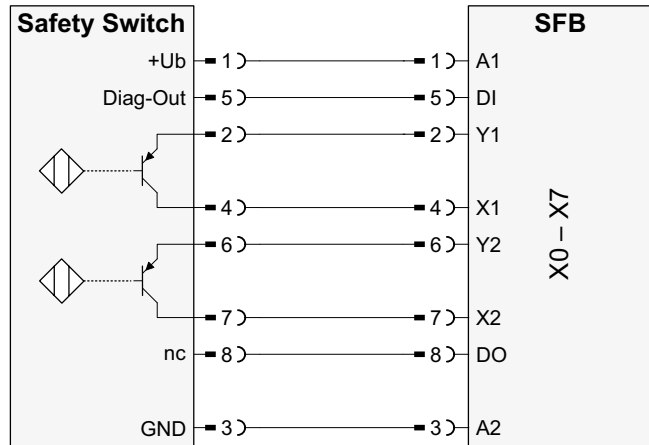 Safety Switch SFB
+Ub 1 1 A1
Diag-Out 5 5 DI
2 2 Y1
4 4 X1
6 6 Y2
7 7 X2
nc 8 8 DO
GND 3 3 A2
X0 – X7